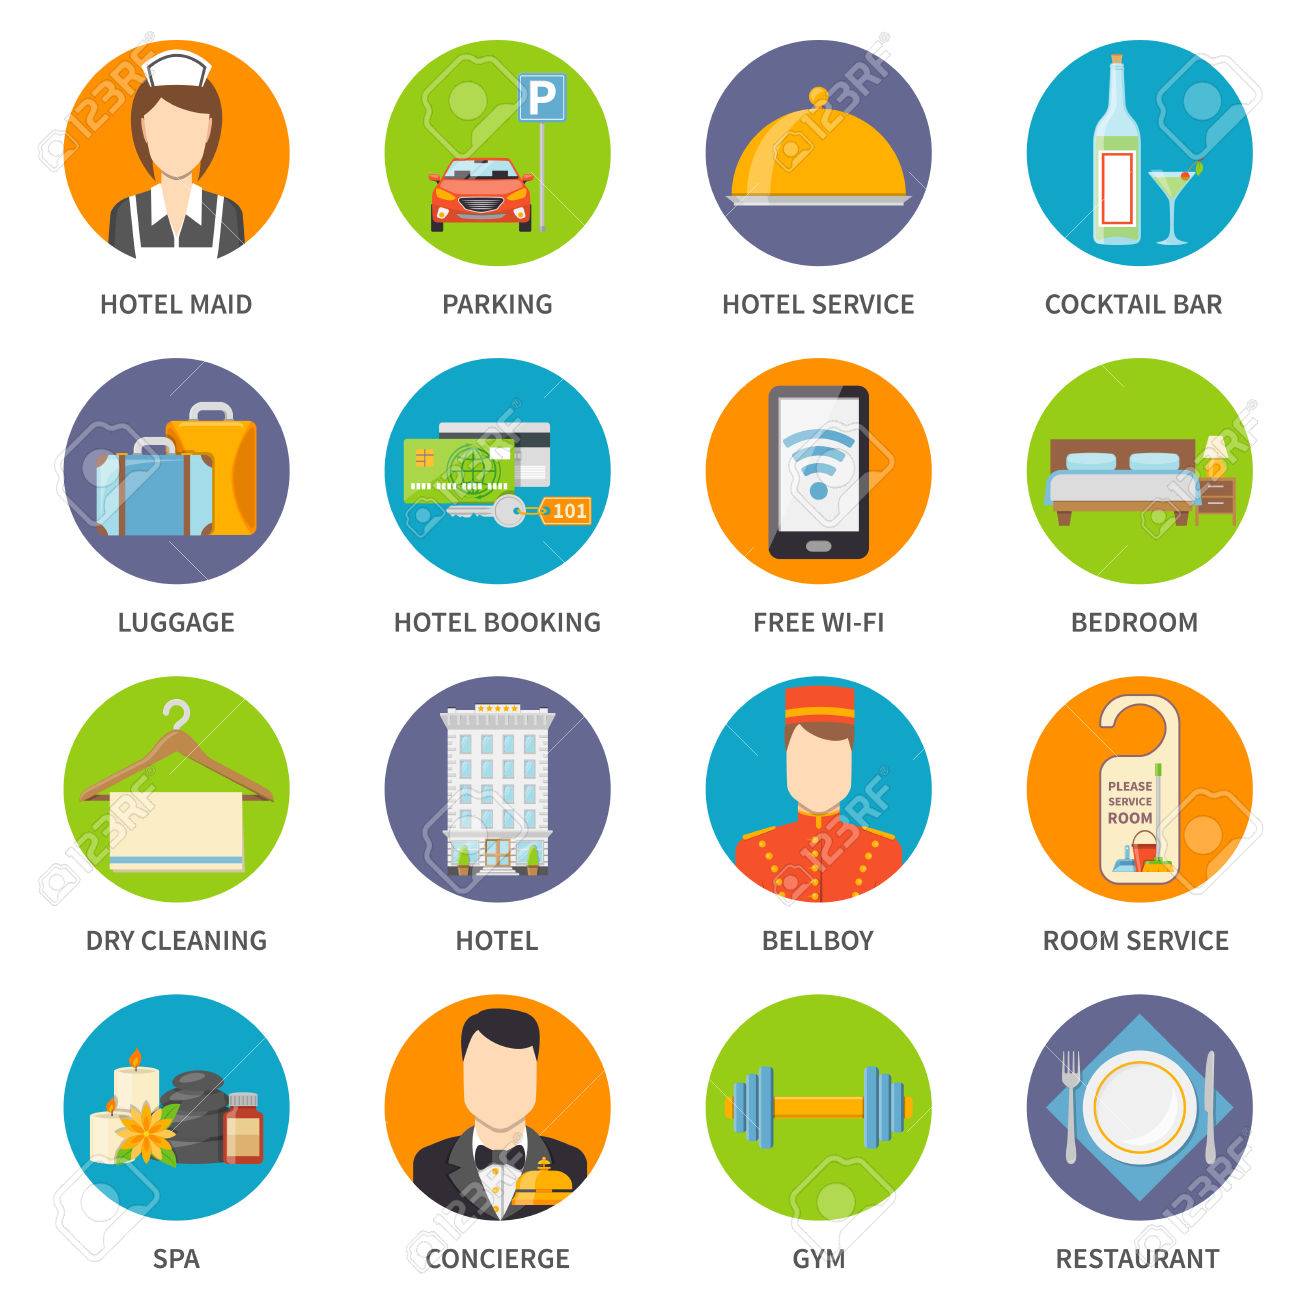 P
HOTEL MAID PARKING HOTEL SERVICE COCKTAIL BAR
101
LUGGAGE HOTEL BOOKING FREE WI-FI BEDROOM
PLEASE
SERVICE
ROOM
DRY CLEANING HOTEL BELLBOY ROOM SERVICE
SPA CONCIERGE GYM RESTAURANT
123RF